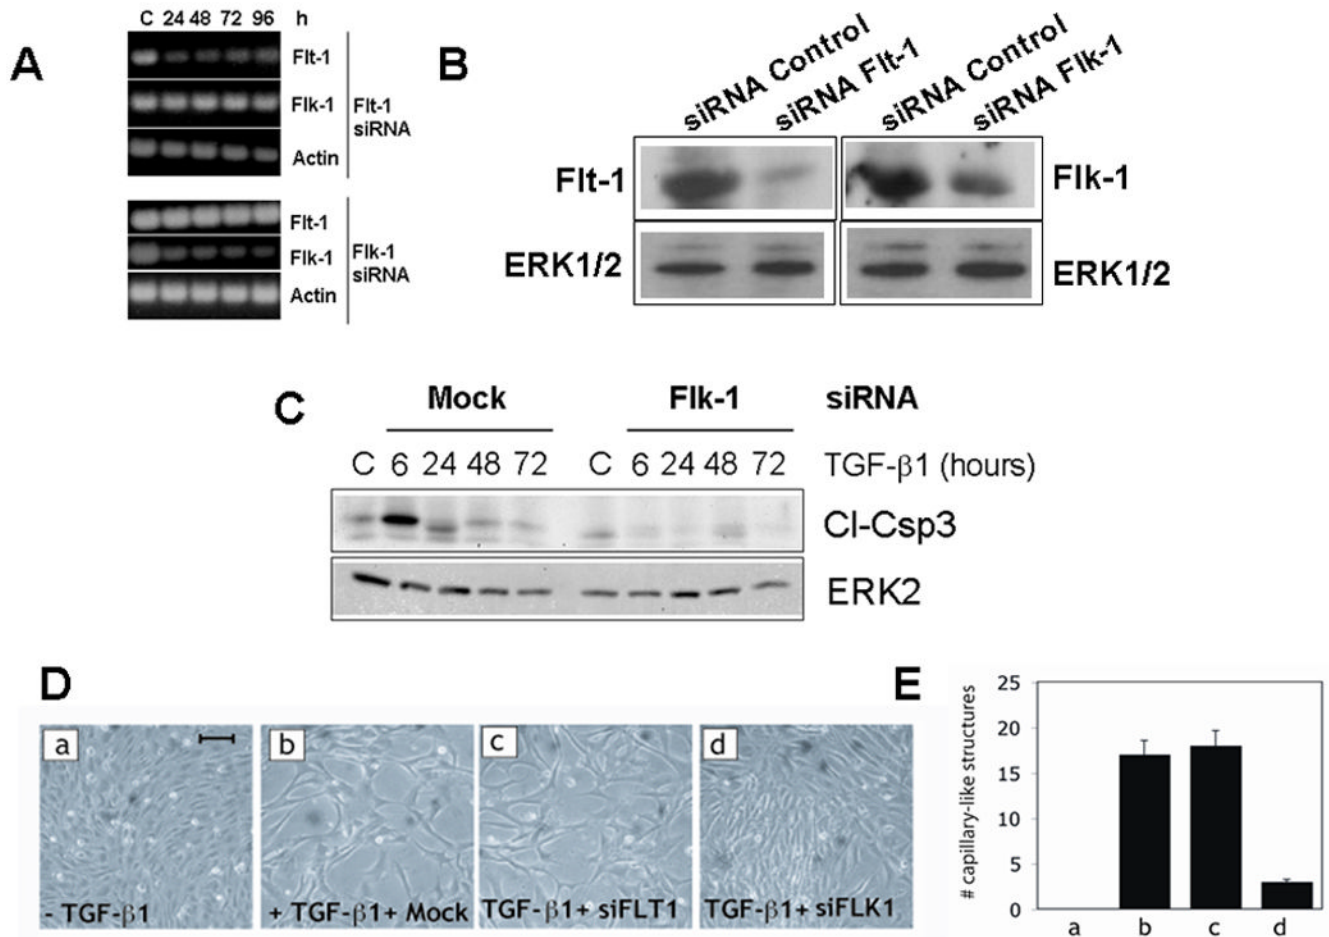 A
C 24 48 72 96 h
Flt-1
Flk-1
Actin
Flt-1
siRNA
Flt-1
Flk-1
Actin
Flk-1
siRNA
B
siRNA Control
siRNA Flt-1
siRNA Control
siRNA Flk-1
Flt-1
Flk-1
ERK1/2
ERK1/2
C
Mock Flk-1 siRNA
C 6 24 48 72 C 6 24 48 72 TGF-β1 (hours)
Cl-Csp3
ERK2
D
a
- TGF-β1
b
+ TGF-β1+ Mock
c
TGF-β1+ siFLT1
d
TGF-β1+ siFLK1
E
# capillary-like structures
25
20
15
10
5
0
a b c d